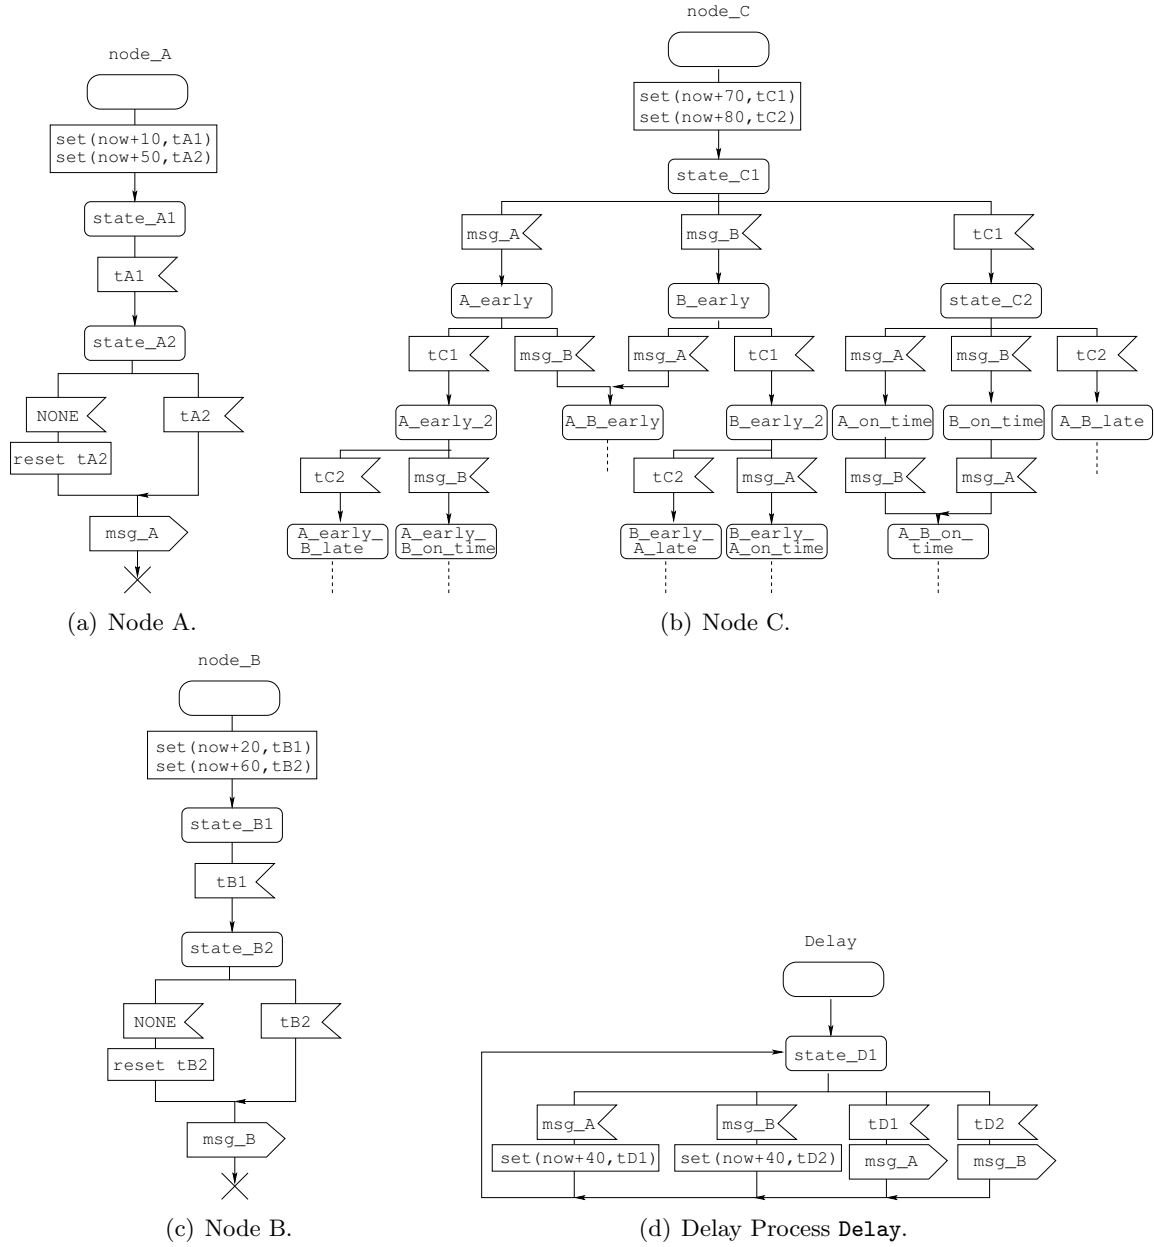 node_A
set(now+10,tA1)
set(now+50,tA2)
state_A1
tA1
state_A2
NONE
tA2
reset tA2
msg_A
(a) Node A.
node_C
set(now+70,tC1)
set(now+80,tC2)
state_C1
msg_A
msg_B
tC1
A_early
B_early
state_C2
tC1
msg_B
msg_A
tC1
msg_A
msg_B
tC2
A_early_2
A_B_early
B_early_2
A_on_time
B_on_time
A_B_late
tC2
msg_B
tC2
msg_A
msg_B
msg_A
A_early_
B_late
A_early_
B_on_time
B_early_
A_late
B_early_
A_on_time
A_B_on_
time
(b) Node C.
node_B
set(now+20,tB1)
set(now+60,tB2)
state_B1
tB1
state_B2
NONE
tB2
reset tB2
msg_B
(c) Node B.
Delay
state_D1
msg_A
msg_B
tD1
tD2
set(now+40,tD1)
set(now+40,tD2)
msg_A
msg_B
(d) Delay Process Delay.